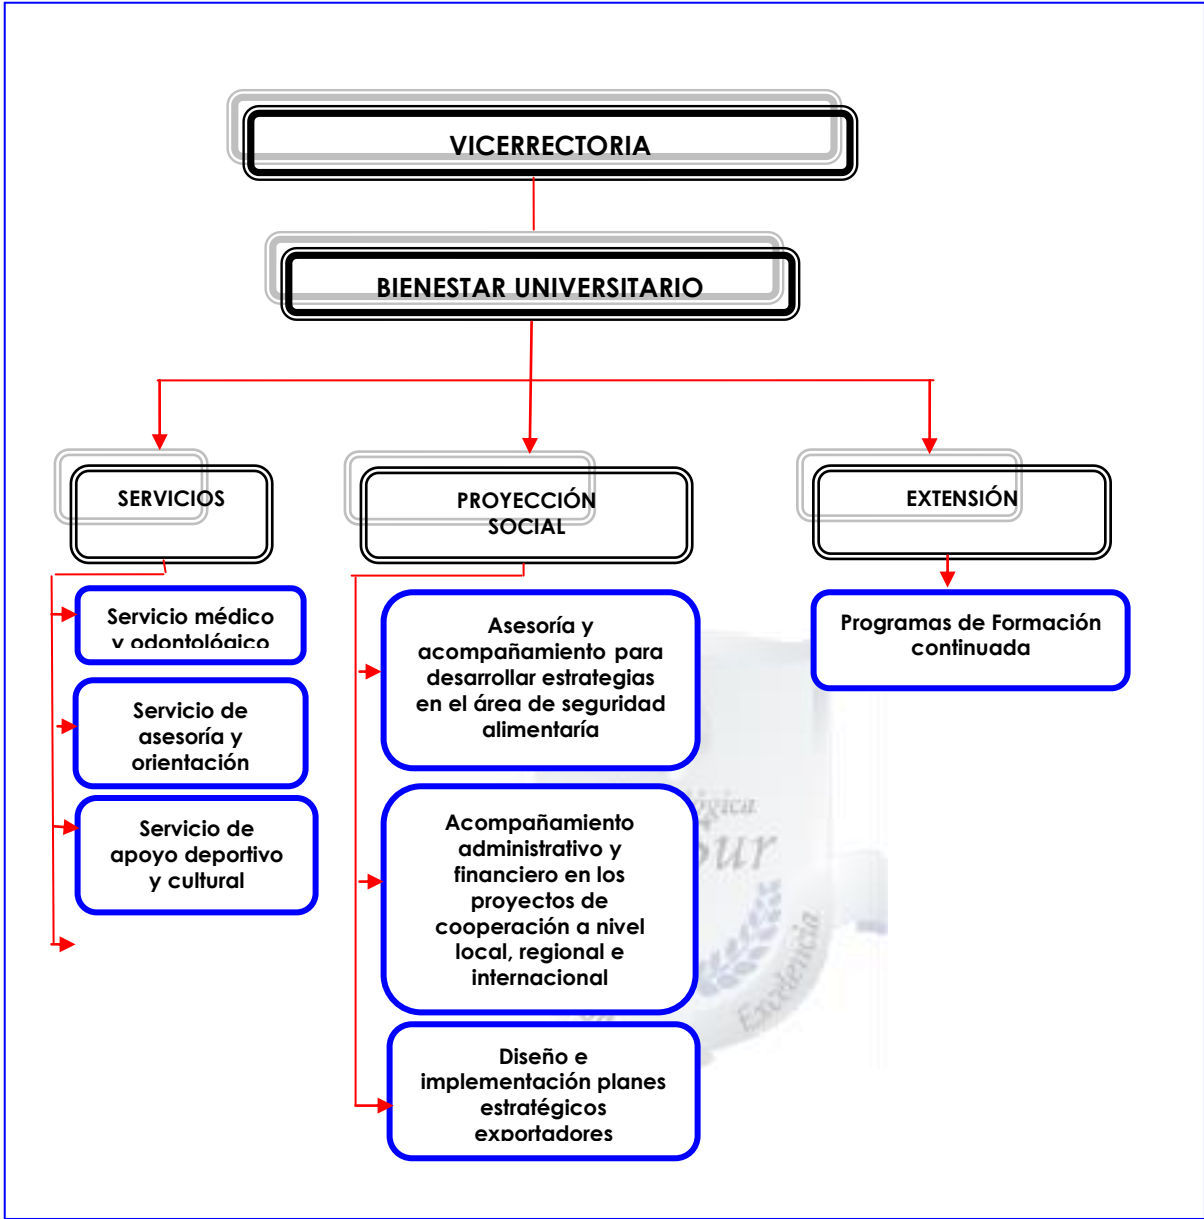 VICERRECTORIA
BIENESTAR UNIVERSITARIO
SERVICIOS
Servicio médico
y odontológico
Servicio de
asesoría y
orientación
Servicio de
apoyo deportivo
y cultural
PROYECCIÓN
SOCIAL
Asesoría y
acompañamiento para
desarrollar estrategias
en el área de seguridad
alimentaría
Acompañamiento
administrativo y
financiero en los
proyectos de
cooperación a nivel
local, regional e
internacional
Diseño e
implementación planes
estratégicos
exportadores
EXTENSIÓN
Programas de Formación
continuada
Excelencia